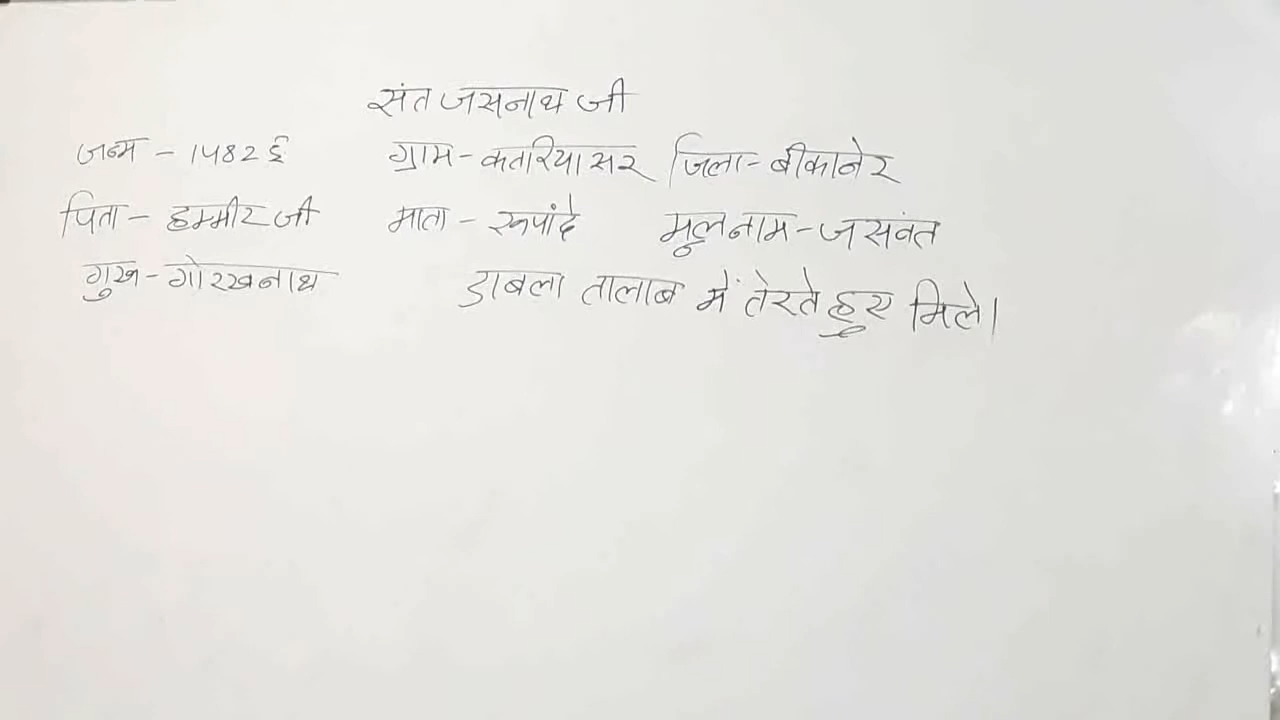 संत जसनाथ जी
जन्म - 1482 ई ग्राम - कतरियासर जिला - बीकानेर
पिता - हम्मीर जी माता - रूपांदे मूलनाम - जसवंत
गुरू - गोरखनाथ डाबला तालाब में तेरते हुए मिले।